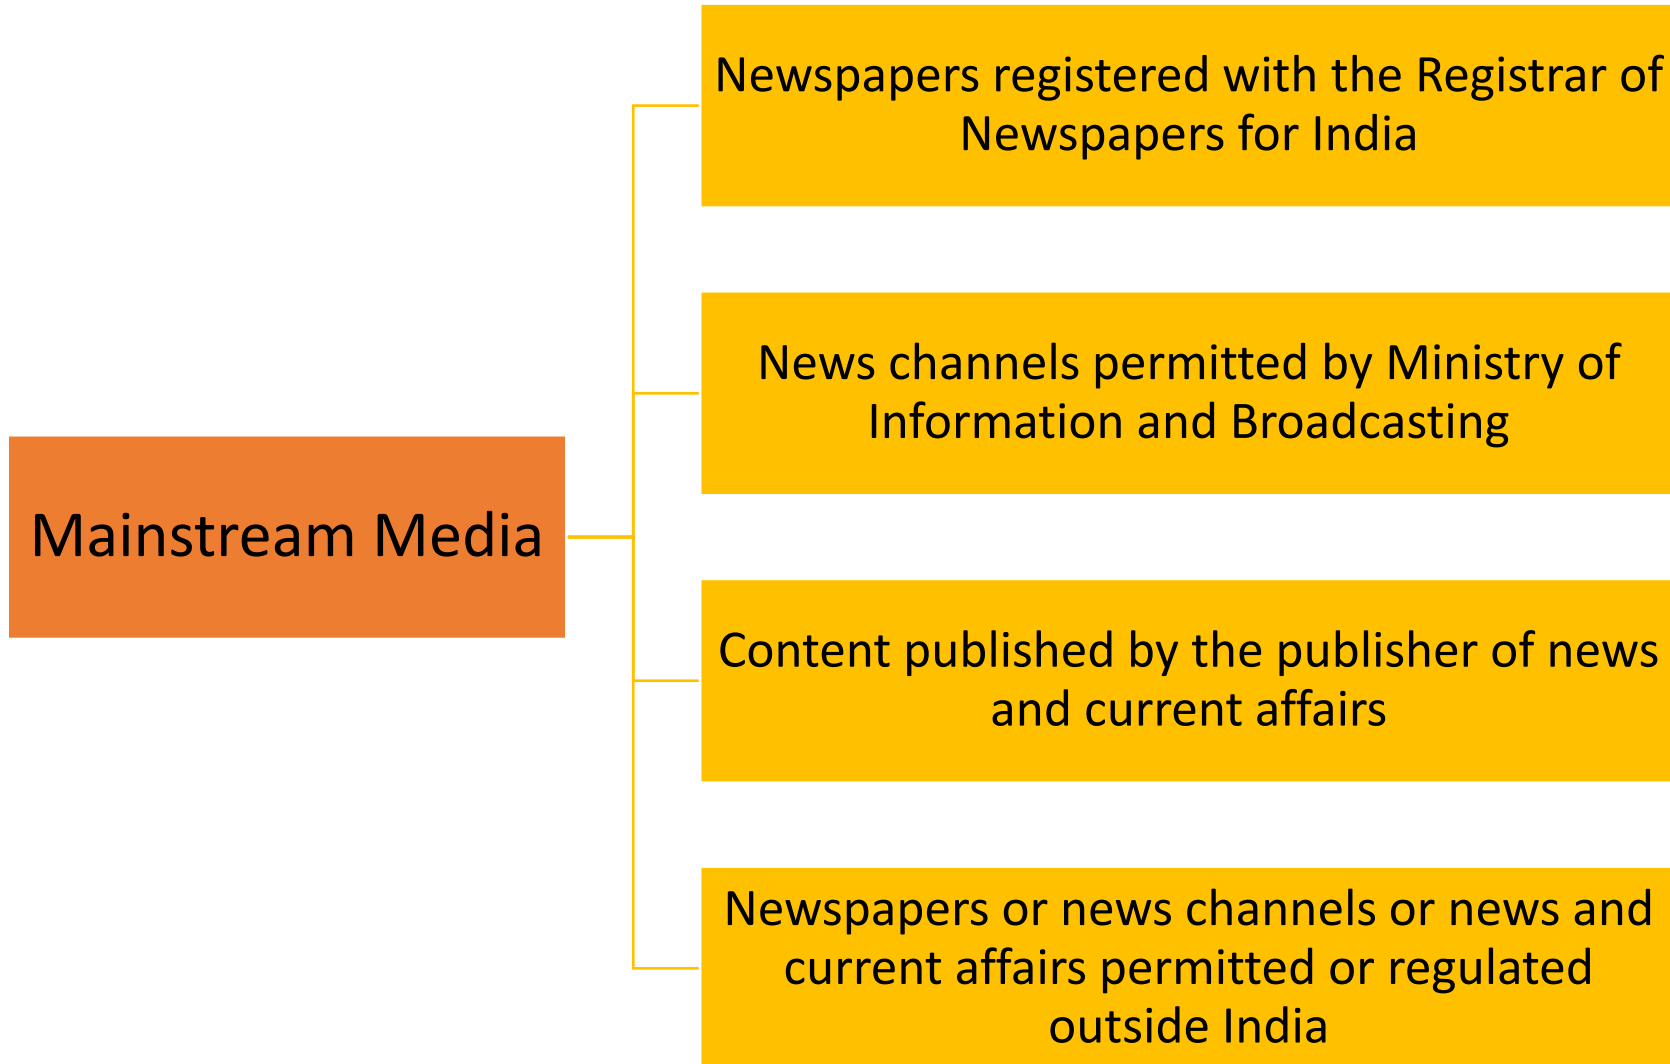 Newspapers registered with the Registrar of
Newspapers for India
News channels permitted by Ministry of
Information and Broadcasting
Mainstream Media
Content published by the publisher of news
and current affairs
Newspapers or news channels or news and
current affairs permitted or regulated
outside India